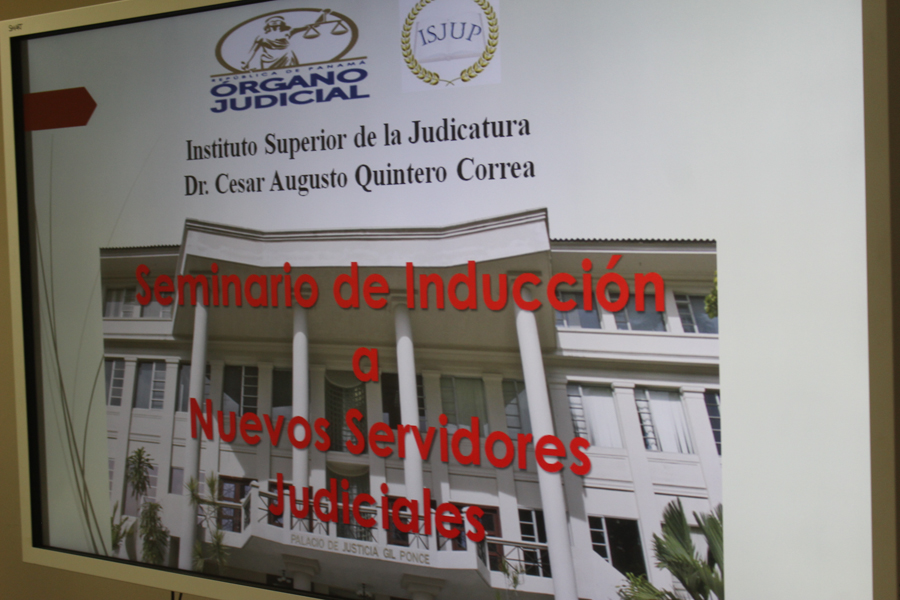 SMART
REPÚBLICA DE PANAMÁ
ÓRGANO
JUDICIAL
ISJUP
Instituto Superior de la Judicatura
Dr. Cesar Augusto Quintero Correa
Seminario de Inducción
a
Nuevos Servidores
Judiciales
PALACIO DE JUSTICIA GIL PONCE